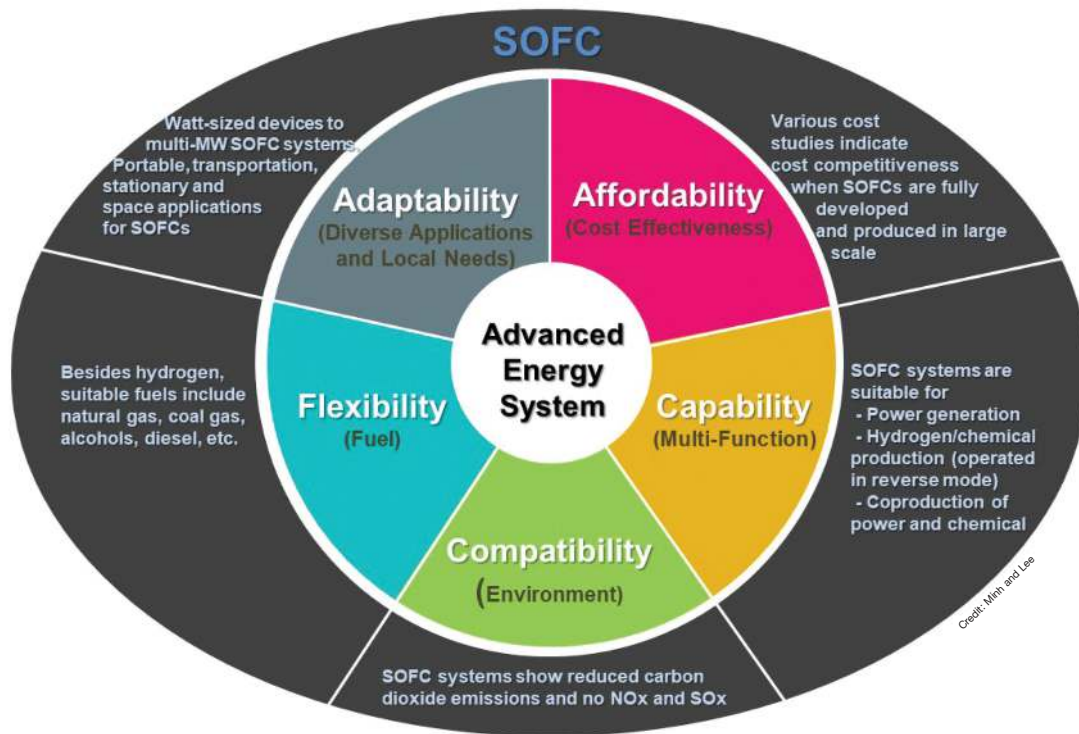 SOFC
Watt-sized devices to
multi-MW SOFC systems.
Portable, transportation,
stationary and
space applications
for SOFCs
Adaptability
(Diverse Applications
and Local Needs)
Affordability
(Cost Effectiveness)
Various cost
studies indicate
cost competitiveness
when SOFCs are fully
developed
and produced in large
scale
Advanced
Energy
System
Besides hydrogen,
suitable fuels include
natural gas, coal gas,
alcohols, diesel, etc.
Flexibility
(Fuel)
Capability
(Multi-Function)
SOFC systems are
suitable for
- Power generation
- Hydrogen/chemical
production (operated
in reverse mode)
- Coproduction of
power and chemical
Compatibility
(Environment)
SOFC systems show reduced carbon
dioxide emissions and no NOx and SOx
Credit: Minh and Lee